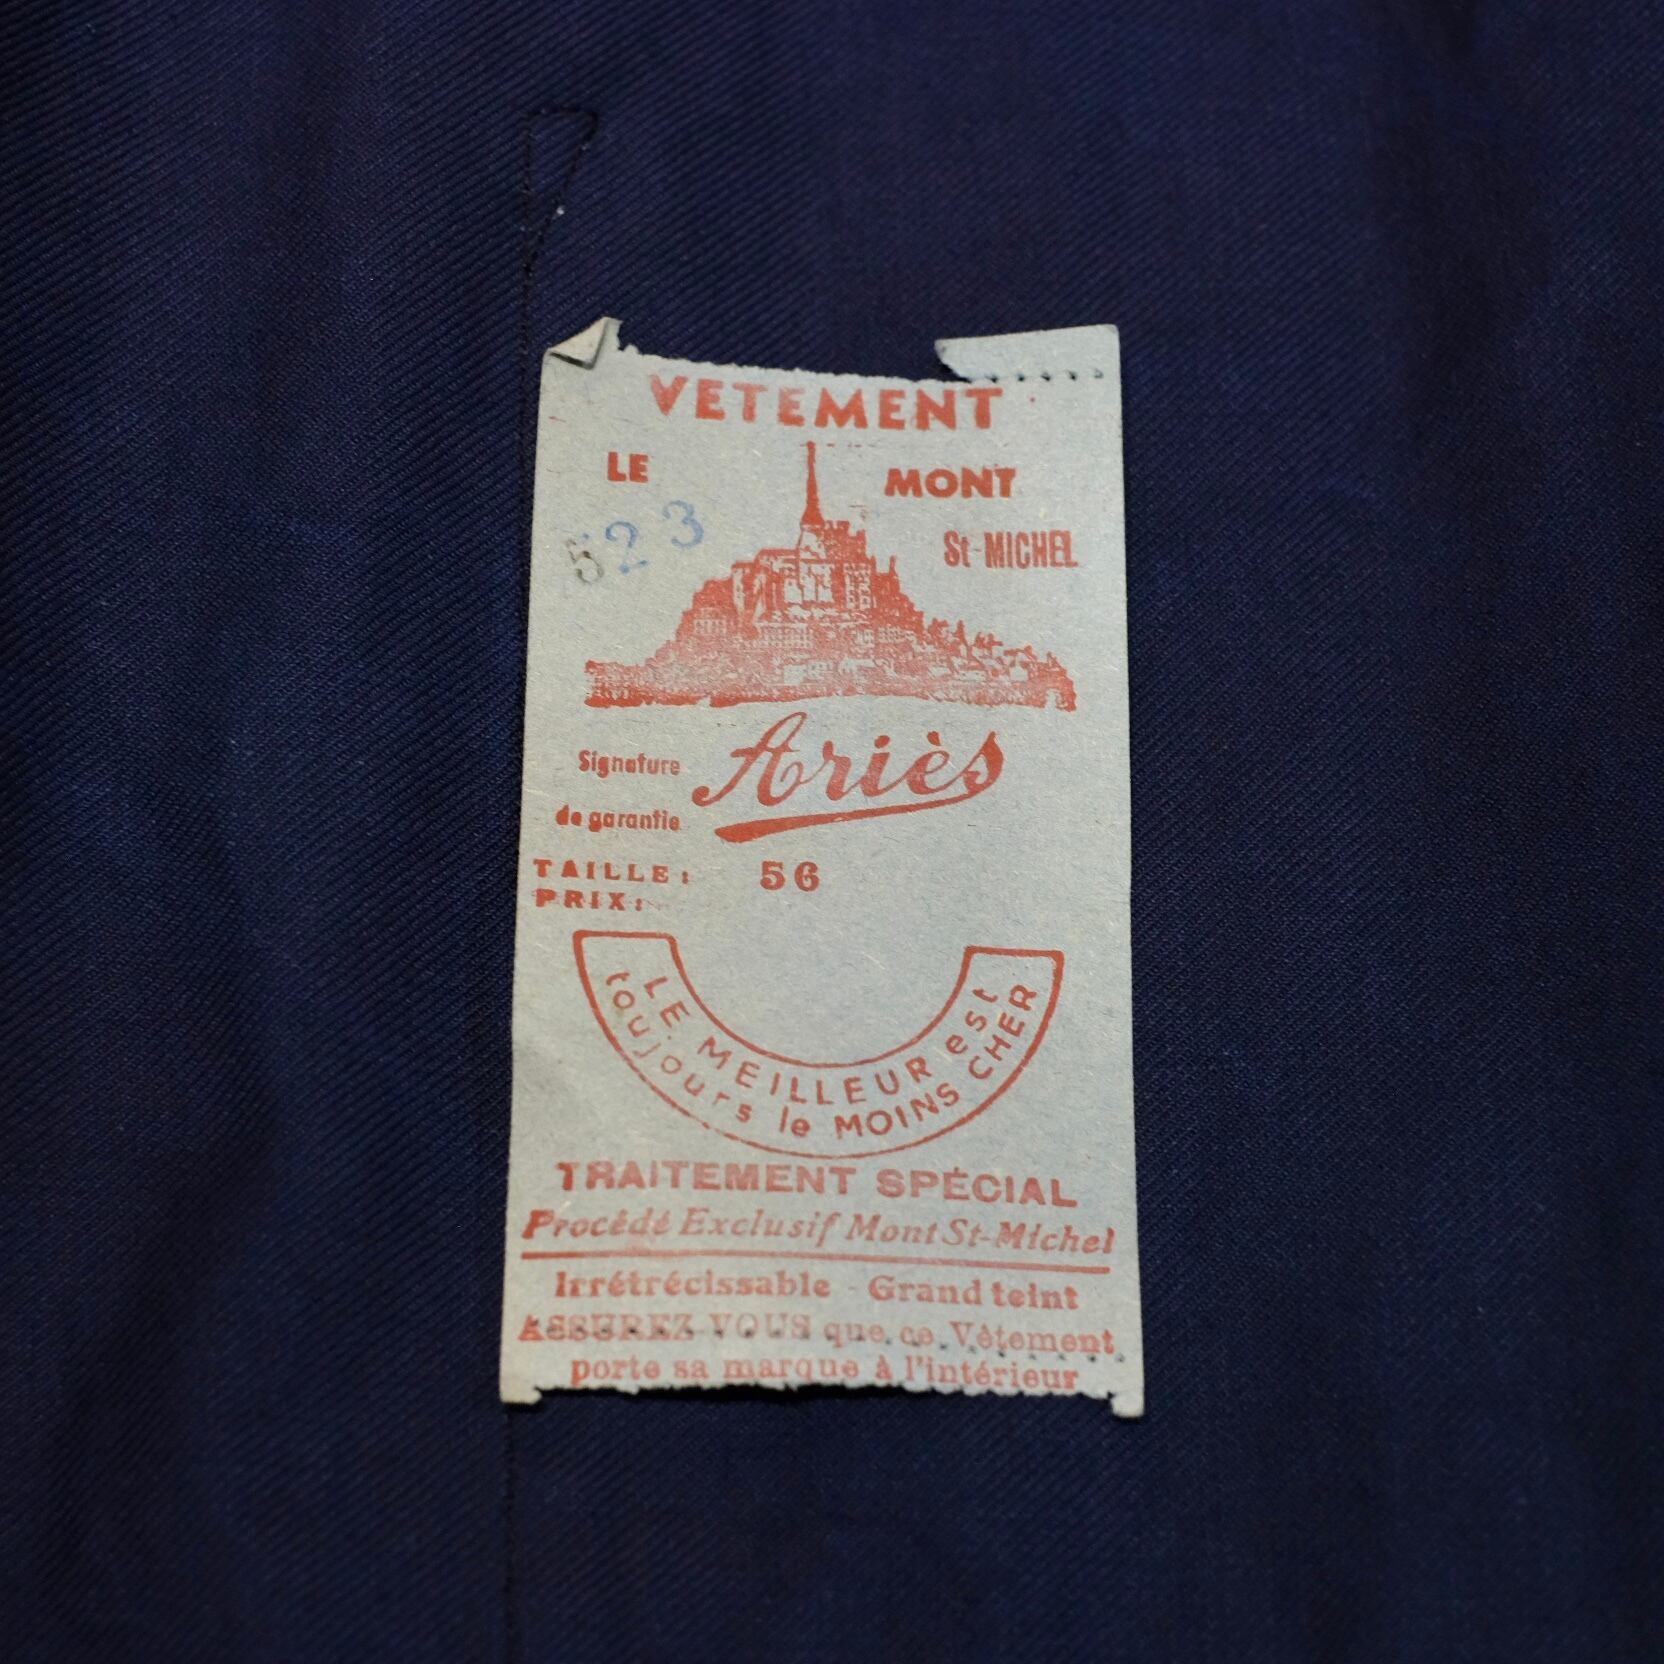 VETEMENT
LE MONT
St-MICHEL
523
Signature
de garantie
Ariès
TAILLE: 56
PRIX:
LE MEILLEUR est
toujours le MOINS CHER
TRAITEMENT SPÉCIAL
Procédé Exclusif Mont St-Michel
Irrétrécissable - Grand teint
ASSUREZ-VOUS que ce Vêtement
porte sa marque à l'intérieur